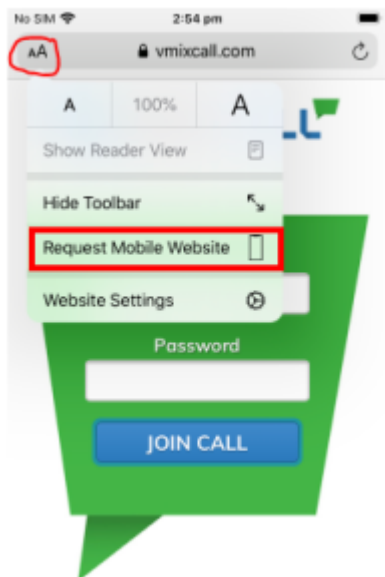 No SIM 2:54 pm
AA vmixcall.com
A 100% A
LL
Show Reader View
Hide Toolbar
Request Mobile Website
Website Settings
Password
JOIN CALL